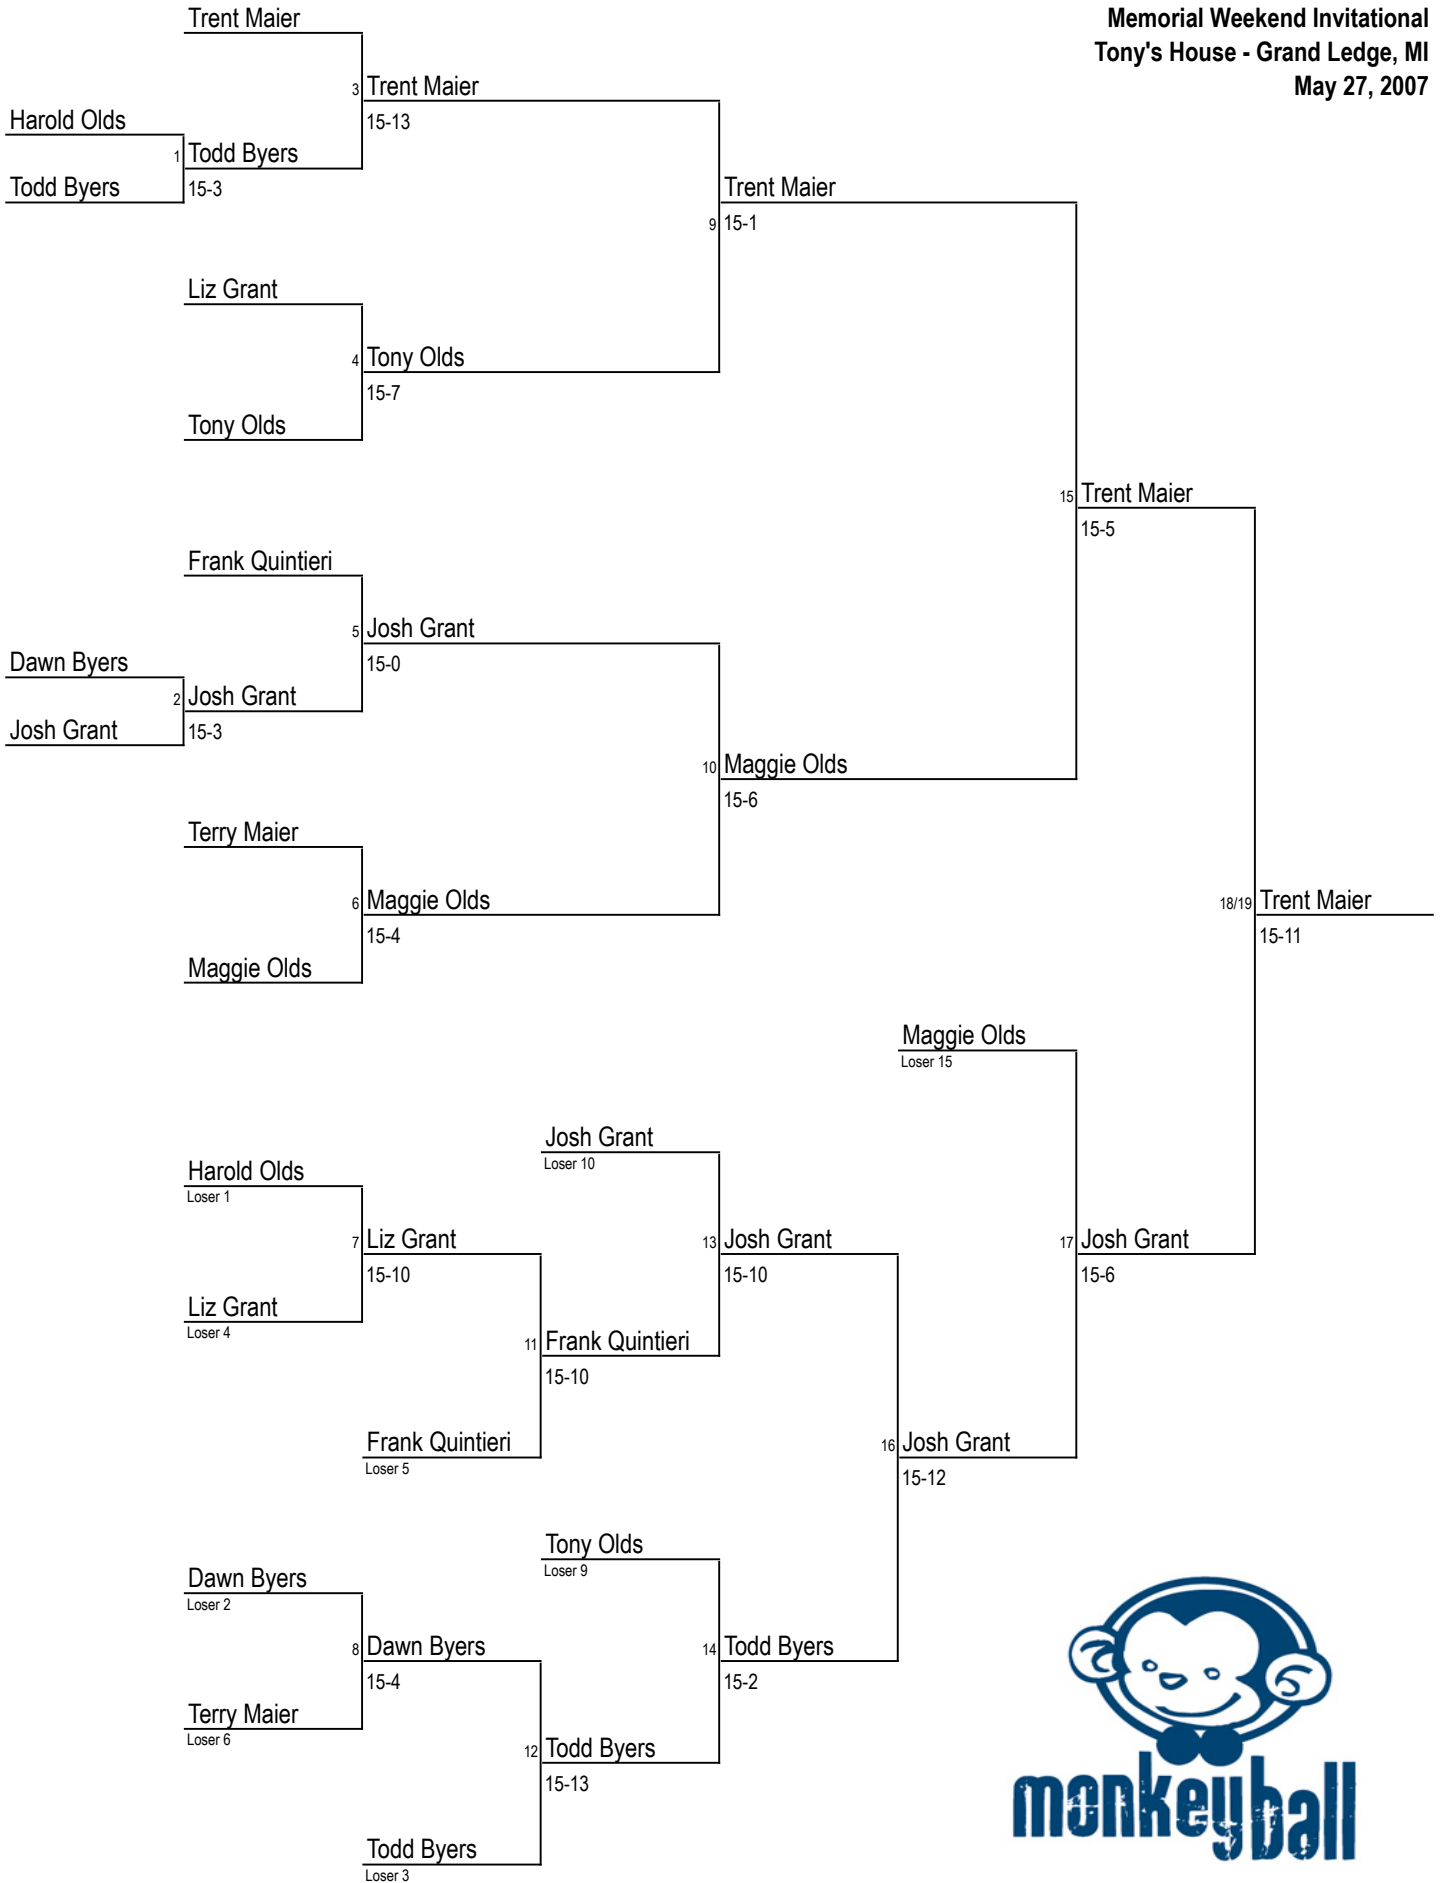 Trent Maier
Memorial Weekend Invitational
Tony's House - Grand Ledge, MI
May 27, 2007
3 Trent Maier
15-13
Harold Olds
1 Todd Byers
15-3
Todd Byers
Trent Maier
9 15-1
Liz Grant
4 Tony Olds
15-7
Tony Olds
15 Trent Maier
15-5
Frank Quintieri
5 Josh Grant
15-0
Dawn Byers
2 Josh Grant
15-3
Josh Grant
10 Maggie Olds
15-6
Terry Maier
6 Maggie Olds
15-4
Maggie Olds
18/19 Trent Maier
15-11
Maggie Olds
Loser 15
Josh Grant
Loser 10
Harold Olds
Loser 1
7 Liz Grant
15-10
13 Josh Grant
15-10
17 Josh Grant
15-6
Liz Grant
Loser 4
11 Frank Quintieri
15-10
Frank Quintieri
Loser 5
16 Josh Grant
15-12
Tony Olds
Loser 9
Dawn Byers
Loser 2
8 Dawn Byers
15-4
14 Todd Byers
15-2
Terry Maier
Loser 6
12 Todd Byers
15-13
Todd Byers
Loser 3
monkeyball